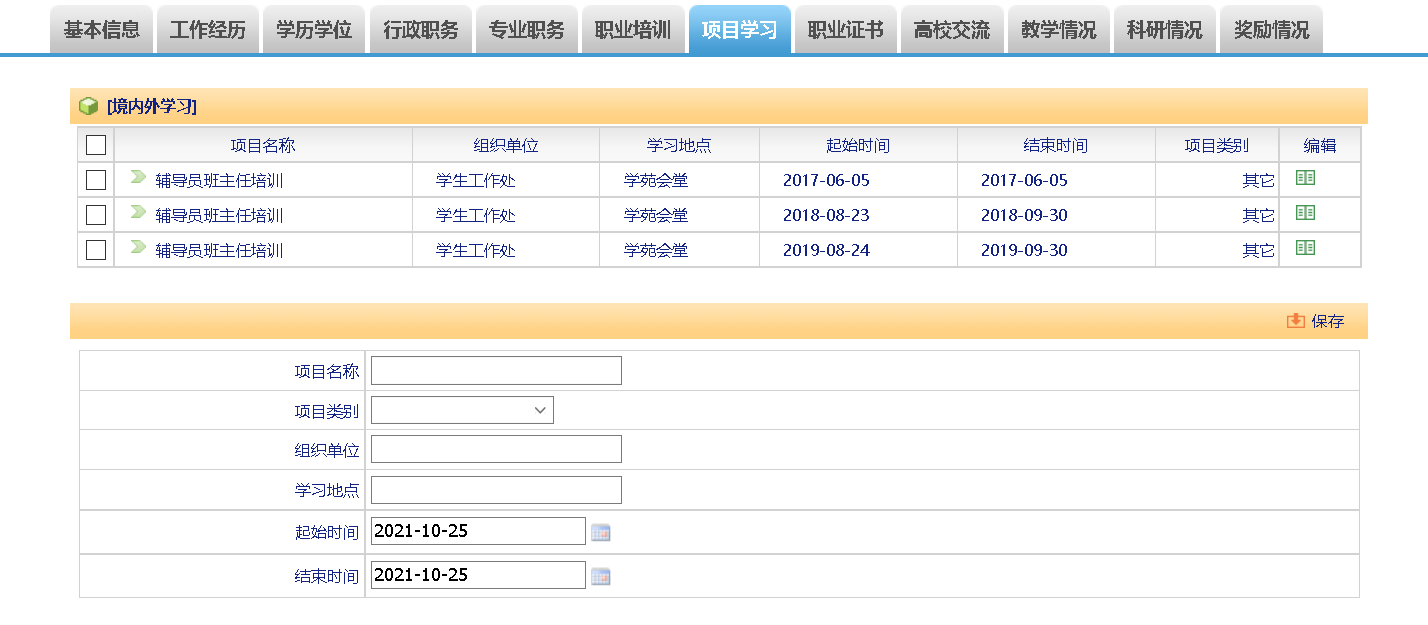 基本信息 工作经历 学历学位 行政职务 专业职务 职业培训 项目学习 职业证书 高校交流 教学情况 科研情况 奖励情况
[境内外学习]
项目名称 组织单位 学习地点 起始时间 结束时间 项目类别 编辑
辅导员班主任培训 学生工作处 学苑会堂 2017-06-05 2017-06-05 其它
辅导员班主任培训 学生工作处 学苑会堂 2018-08-23 2018-09-30 其它
辅导员班主任培训 学生工作处 学苑会堂 2019-08-24 2019-09-30 其它
保存
项目名称
项目类别
组织单位
学习地点
起始时间 2021-10-25
结束时间 2021-10-25